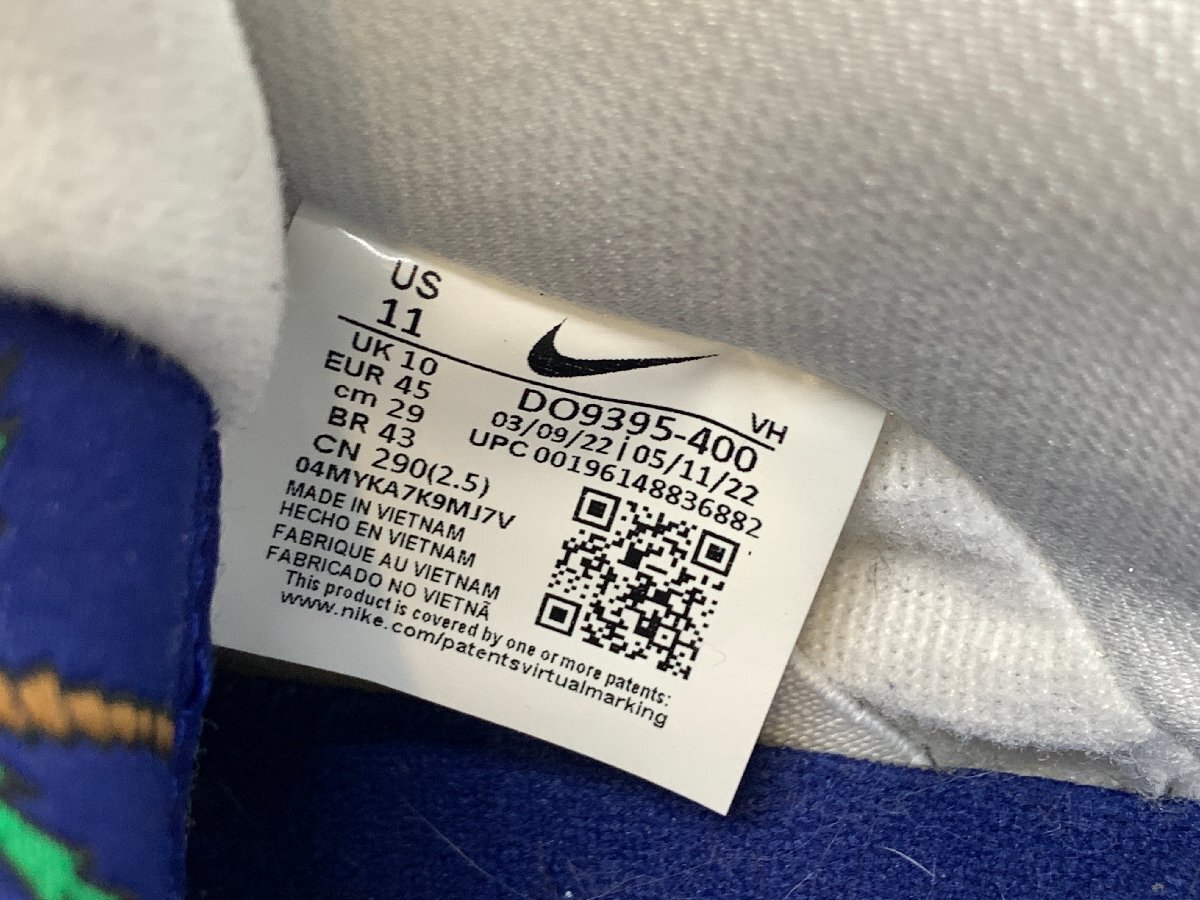 US
11
UK 10
EUR 45
cm 29
BR 43
CN 290(2.5)
04MYKA7K9MJ7V
MADE IN VIETNAM
HECHO EN VIETNAM
FABRIQUE AU VIETNAM
FABRICADO NO VIETNÃ
This product is covered by one or more patents:
www.nike.com/patentsvirtualmarking
VH
DO9395-400
03/09/22 | 05/11/22
UPC 00196148836882